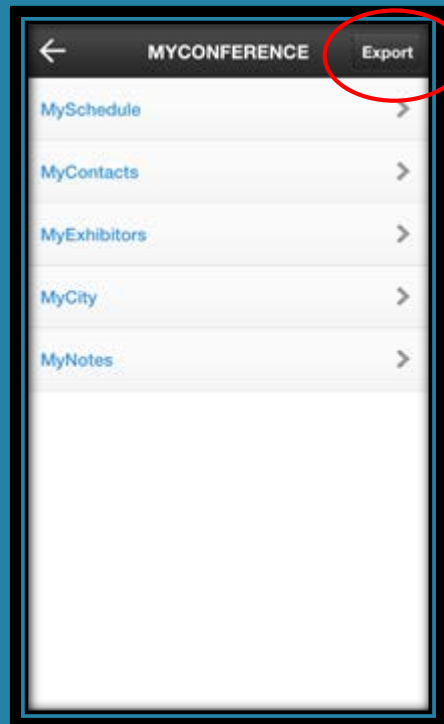 MYCONFERENCE Export
MySchedule
MyContacts
MyExhibitors
MyCity
MyNotes